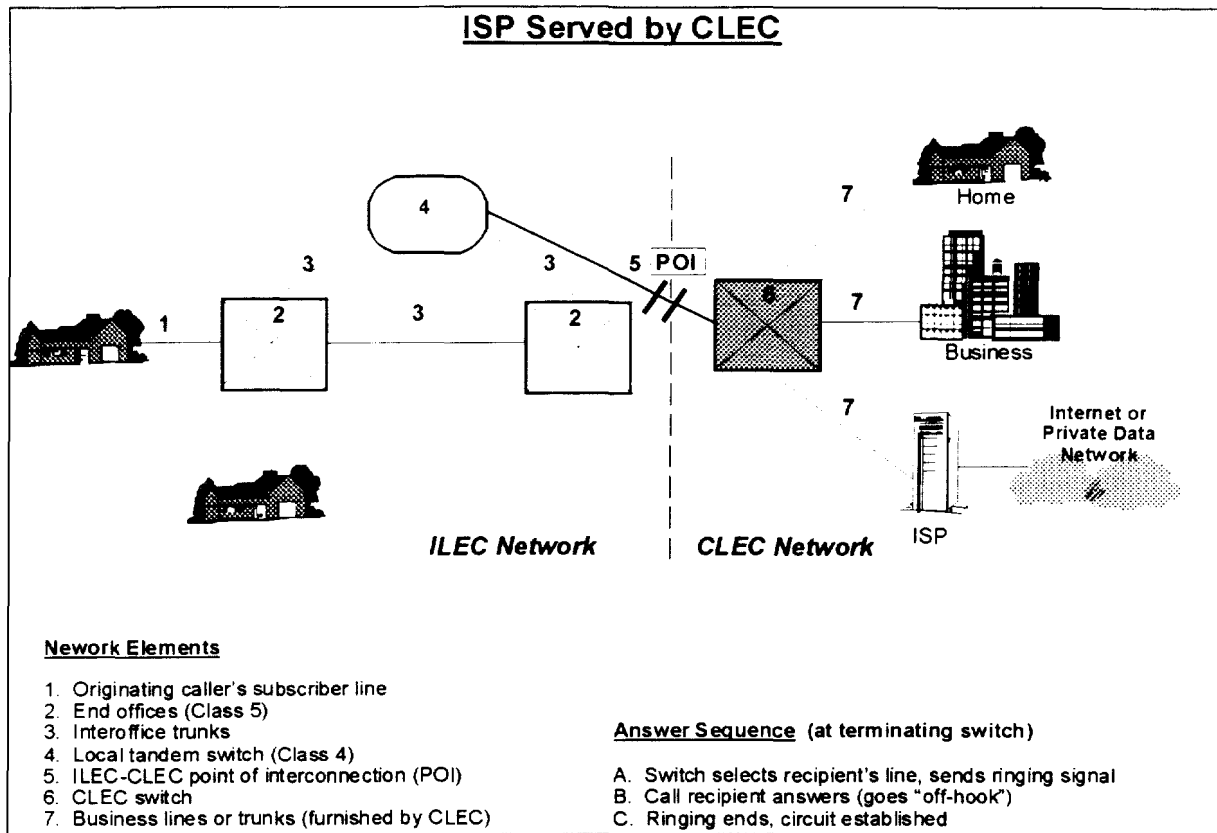 ISP Served by CLEC
7
Home
4
3
3
5
POI
1
2
3
2
6
7
Business
7
Internet or
Private Data
Network
ISP
ILEC Network
CLEC Network
Nework Elements
1. Originating caller's subscriber line
2. End offices (Class 5)
3. Interoffice trunks
4. Local tandem switch (Class 4)
5. ILEC-CLEC point of interconnection (POI)
6. CLEC switch
7. Business lines or trunks (furnished by CLEC)
Answer Sequence (at terminating switch)
A. Switch selects recipient's line, sends ringing signal
B. Call recipient answers (goes "off-hook")
C. Ringing ends, circuit established